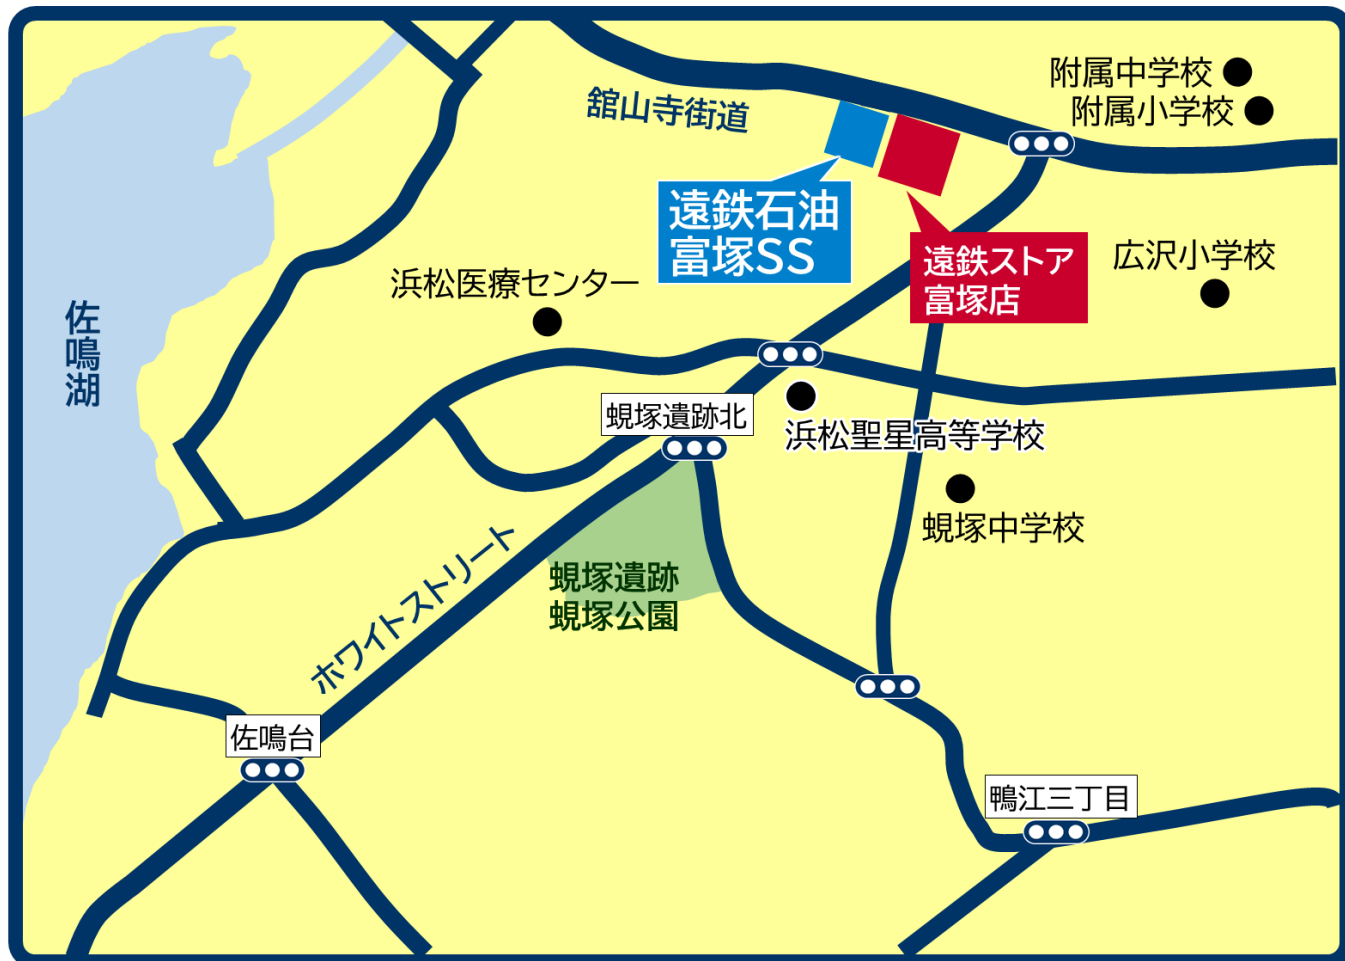 附属中学校
附属小学校
舘山寺街道
遠鉄石油
富塚SS
遠鉄ストア
富塚店
広沢小学校
浜松医療センター
佐鳴湖
蜆塚遺跡北
浜松聖星高等学校
蜆塚中学校
ホワイトストリート
蜆塚遺跡
蜆塚公園
佐鳴台
鴨江三丁目